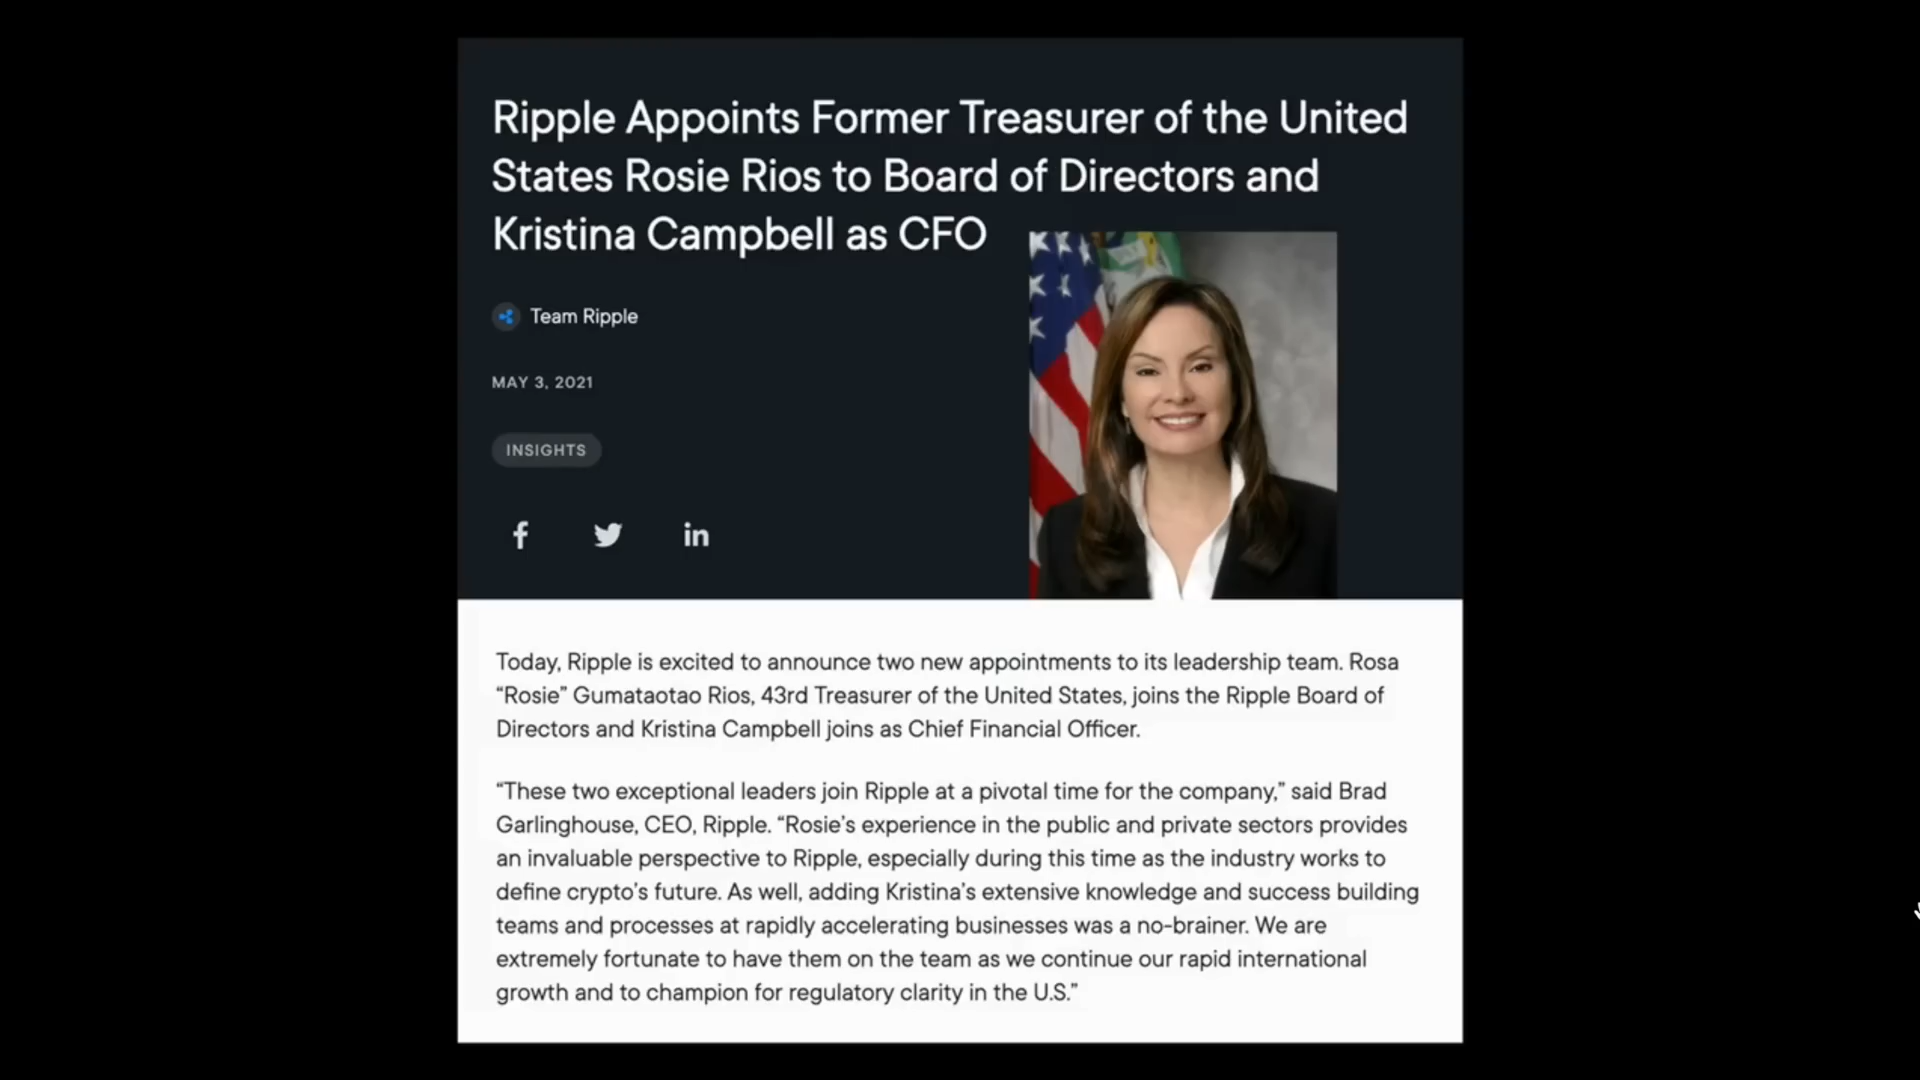 Ripple Appoints Former Treasurer of the United
States Rosie Rios to Board of Directors and
Kristina Campbell as CFO
Team Ripple
MAY 3, 2021
INSIGHTS
Today, Ripple is excited to announce two new appointments to its leadership team. Rosa
“Rosie” Gumataotao Rios, 43rd Treasurer of the United States, joins the Ripple Board of
Directors and Kristina Campbell joins as Chief Financial Officer.
“These two exceptional leaders join Ripple at a pivotal time for the company,” said Brad
Garlinghouse, CEO, Ripple. “Rosie’s experience in the public and private sectors provides
an invaluable perspective to Ripple, especially during this time as the industry works to
define crypto’s future. As well, adding Kristina’s extensive knowledge and success building
teams and processes at rapidly accelerating businesses was a no-brainer. We are
extremely fortunate to have them on the team as we continue our rapid international
growth and to champion for regulatory clarity in the U.S.”